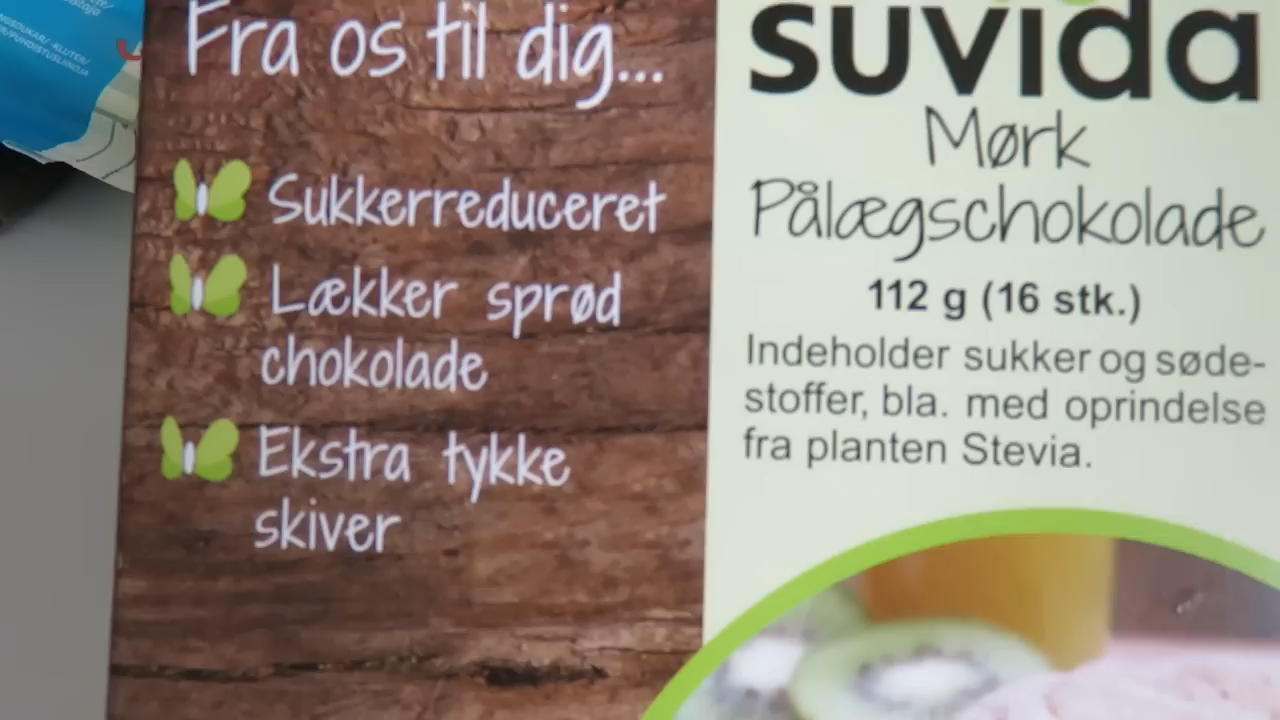 Fra os til dig...
Sukkerreduceret
Lækker sprød
chokolade
Ekstra tykke
skiver
suvida
Mørk
Pålægschokolade
112 g (16 stk.)
Indeholder sukker og søde-
stoffer, bla. med oprindelse
fra planten Stevia.